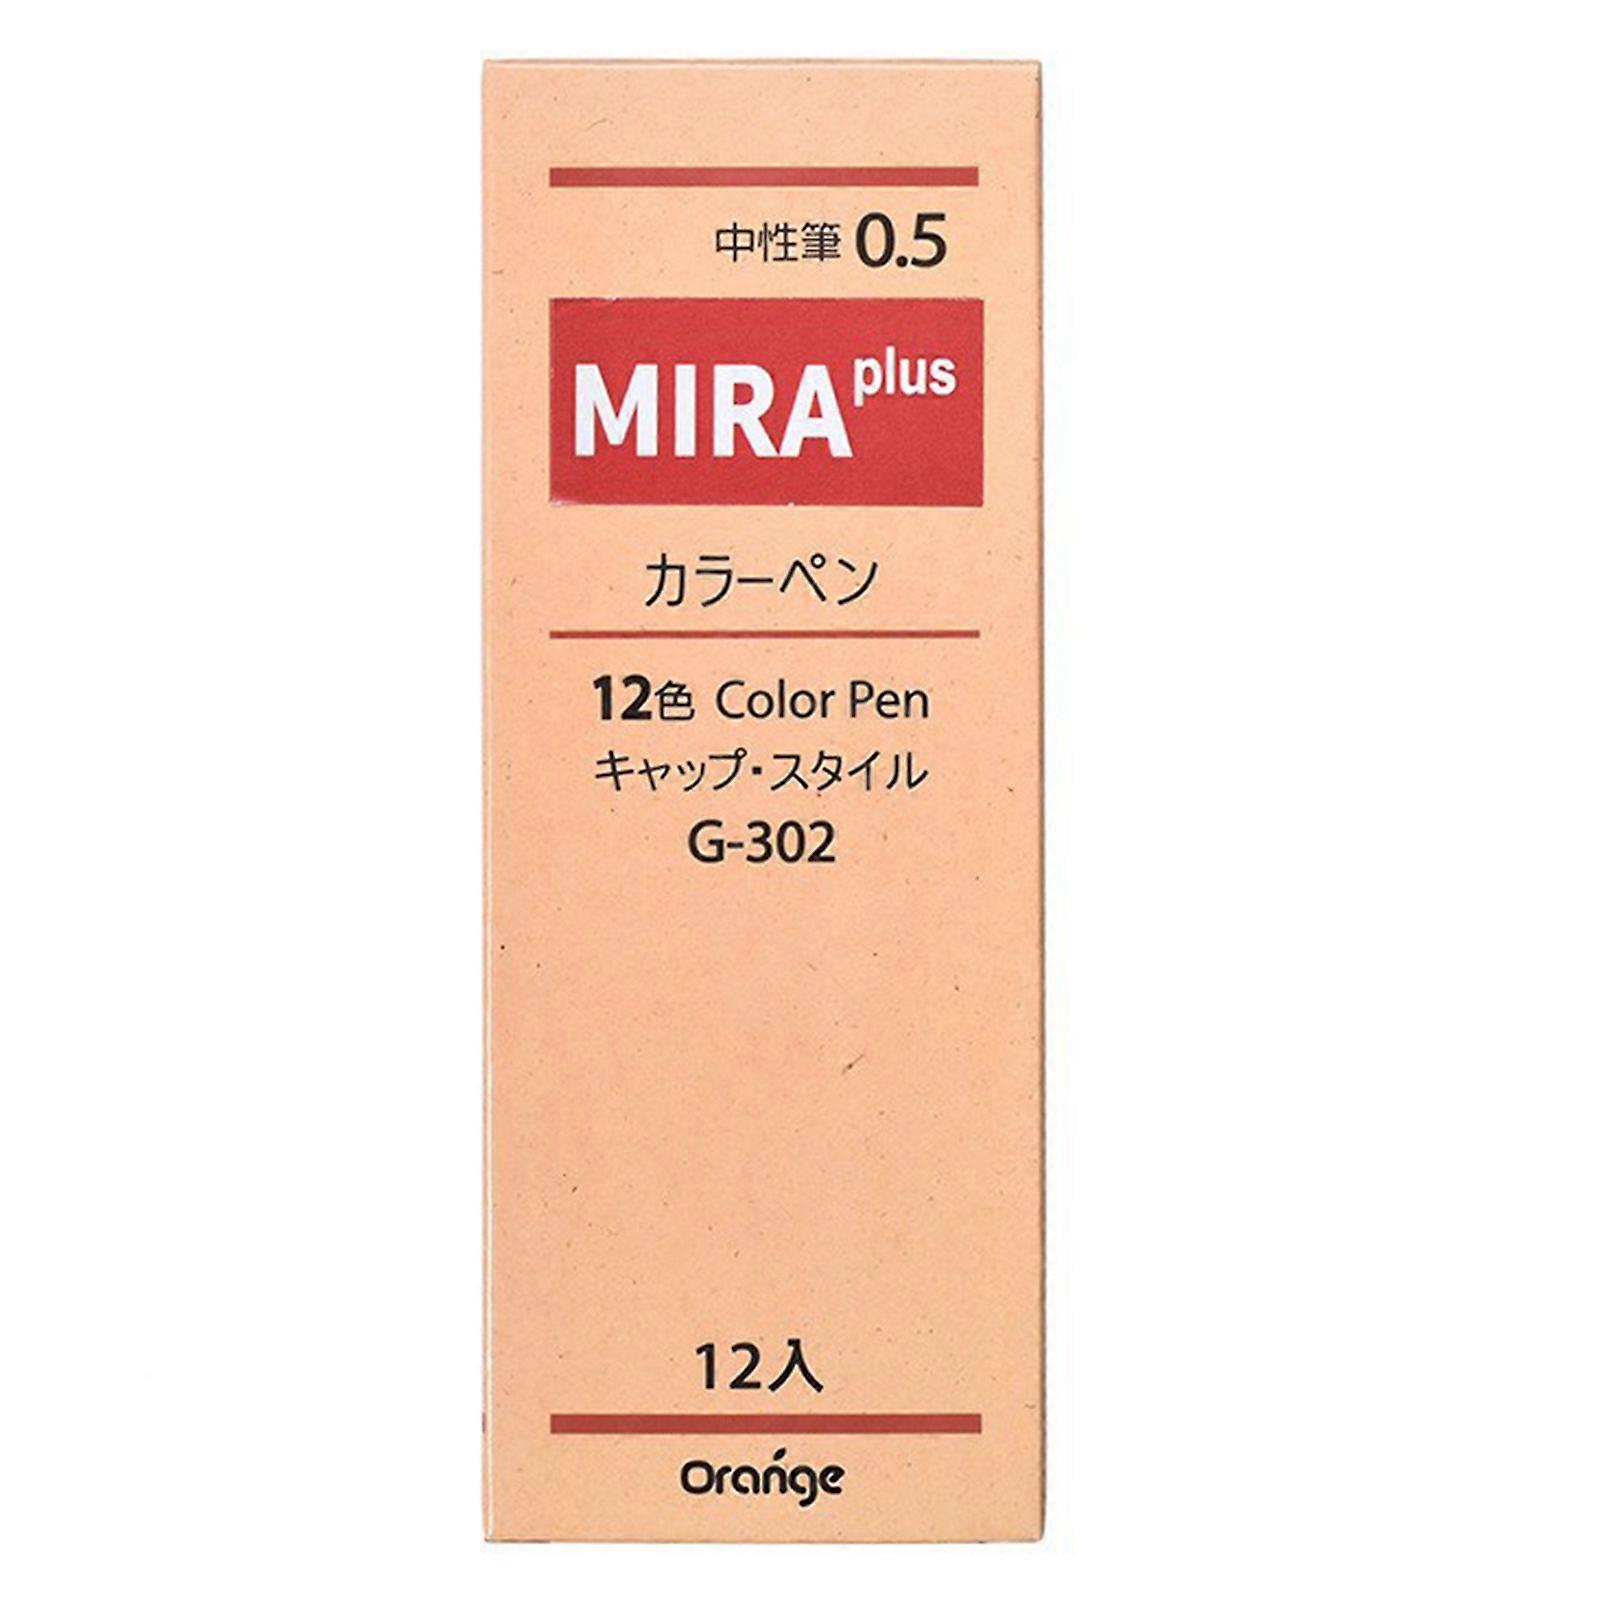 中性筆 0.5
MIRA plus
カラーペン
12色 Color Pen
キャップ・スタイル
G-302
12入
Orange